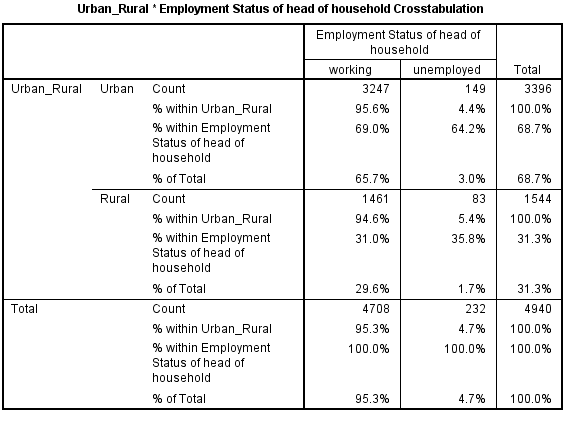 Urban_Rural * Employment Status of head of household Crosstabulation
Employment Status of head of
household
working unemployed Total
Urban_Rural Urban Count 3247 149 3396
% within Urban_Rural 95.6% 4.4% 100.0%
% within Employment 69.0% 64.2% 68.7%
Status of head of
household
% of Total 65.7% 3.0% 68.7%
Rural Count 1461 83 1544
% within Urban_Rural 94.6% 5.4% 100.0%
% within Employment 31.0% 35.8% 31.3%
Status of head of
household
% of Total 29.6% 1.7% 31.3%
Total Count 4708 232 4940
% within Urban_Rural 95.3% 4.7% 100.0%
% within Employment 100.0% 100.0% 100.0%
Status of head of
household
% of Total 95.3% 4.7% 100.0%